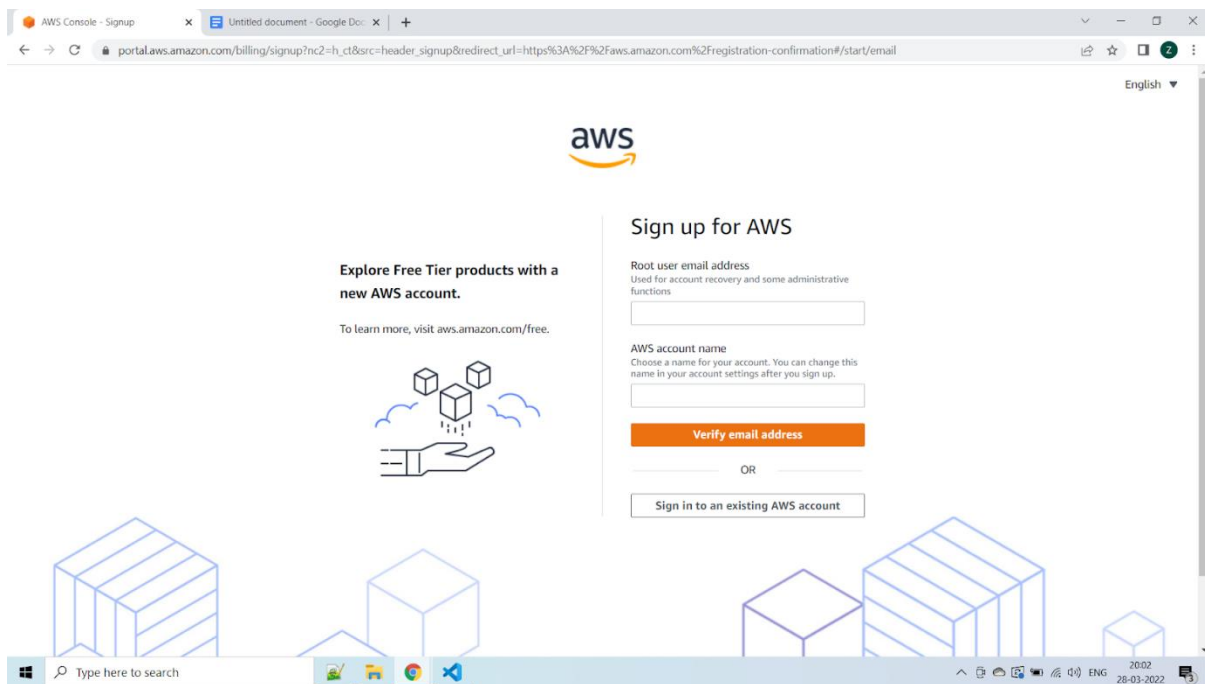 AWS Console - Signup
Untitled document - Google Doc
portal.aws.amazon.com/billing/signup?nc2=h_ct&src=header_signup&redirect_url=https%3A%2F%2Faws.amazon.com%2Fregistration-confirmation#/start/email
Z
English
aws
Explore Free Tier products with a
new AWS account.
To learn more, visit aws.amazon.com/free.
Sign up for AWS
Root user email address
Used for account recovery and some administrative
functions
AWS account name
Choose a name for your account. You can change this
name in your account settings after you sign up.
Verify email address
OR
Sign in to an existing AWS account
Type here to search
ENG
20:02
28-03-2022
3